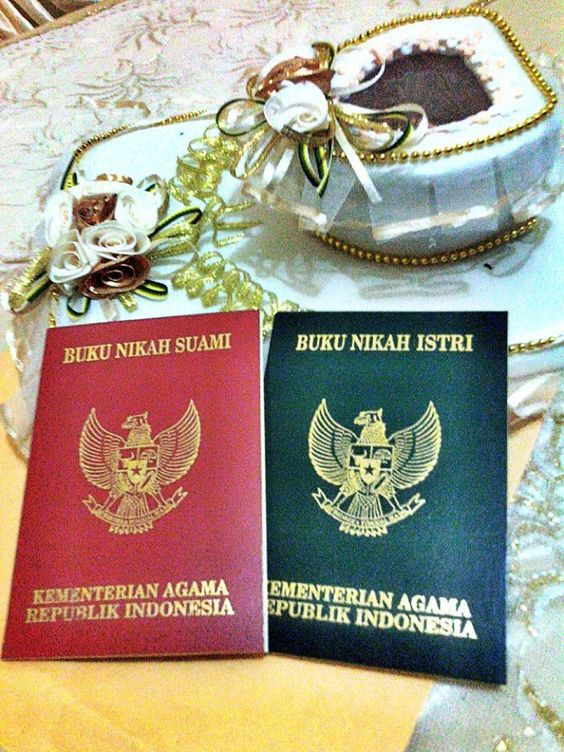 BUKU NIKAH SUAMI
KEMENTERIAN AGAMA
REPUBLIK INDONESIA
BUKU NIKAH ISTRI
KEMENTERIAN AGAMA
REPUBLIK INDONESIA